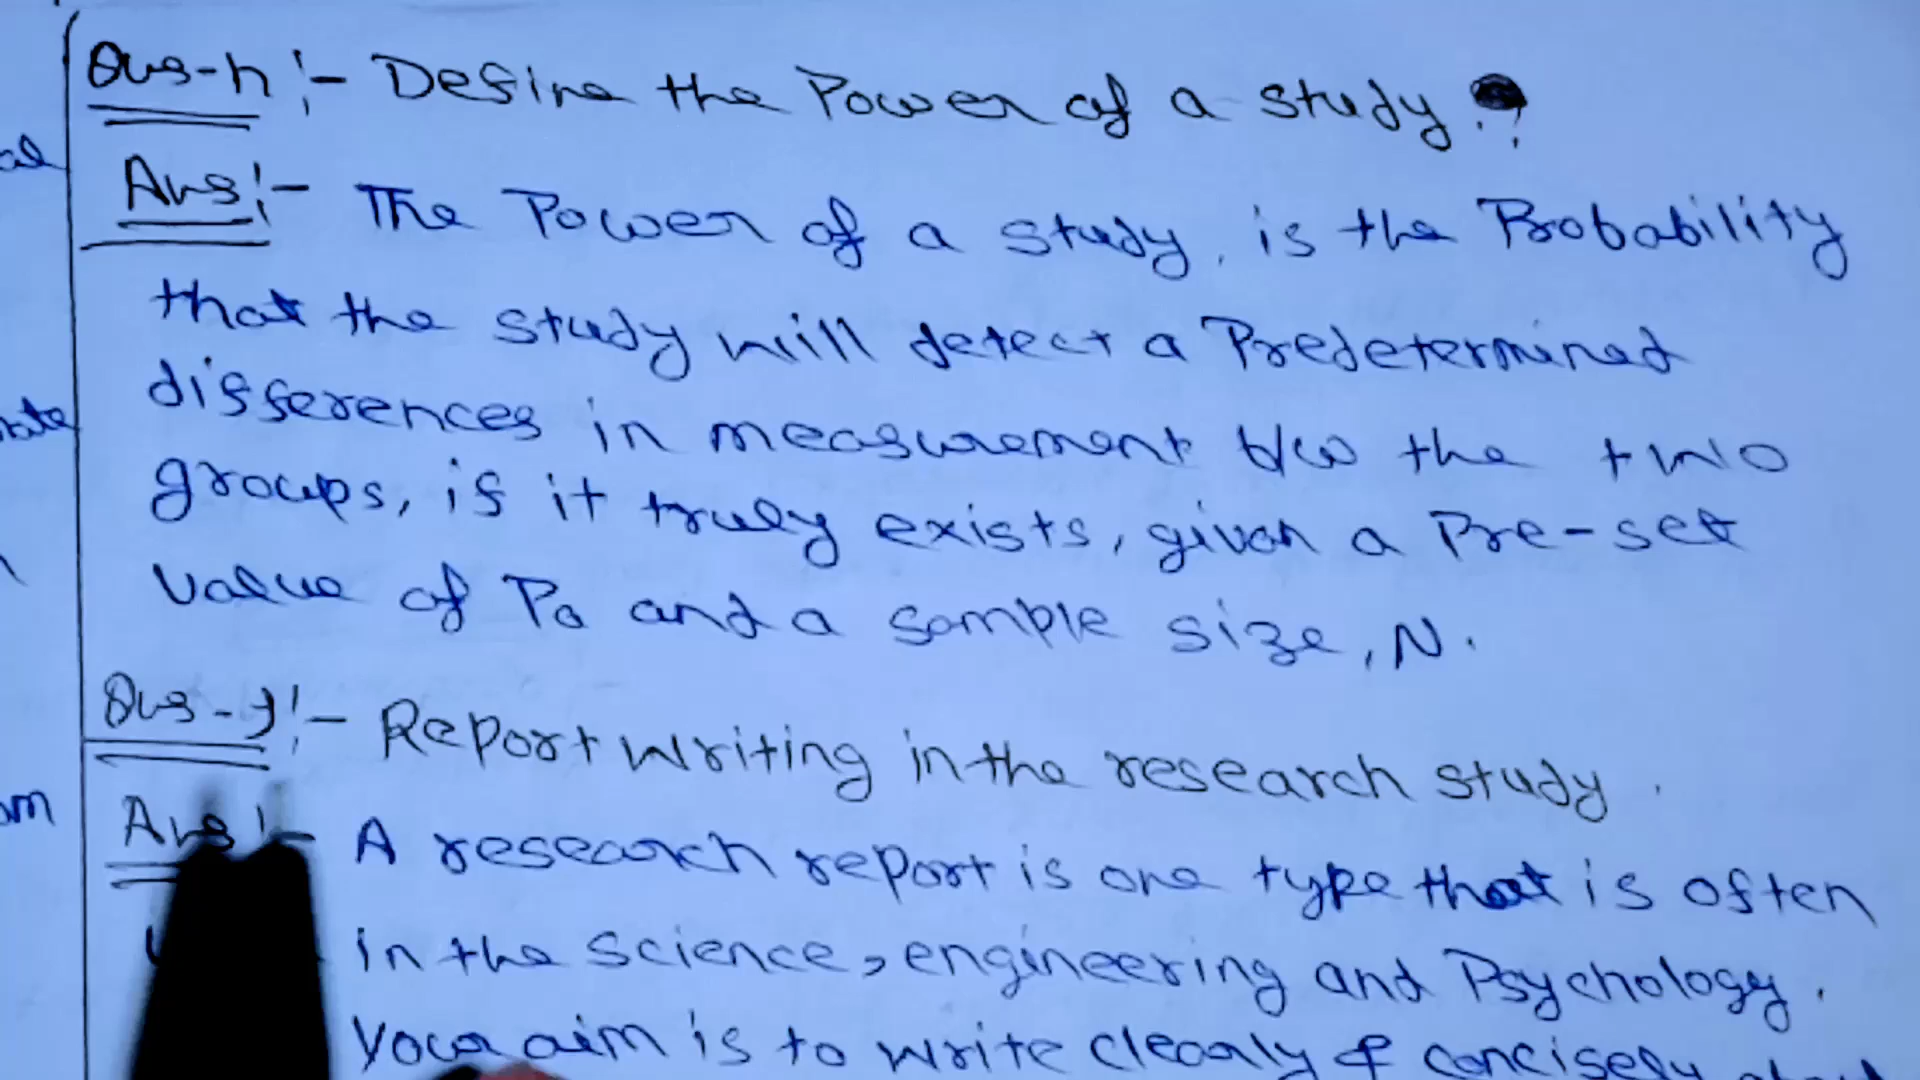 Qus-h :- Define the Power of a study ?
Ans :- The Power of a study, is the Probability
that the study will detect a Predetermined
differences in measurement b/w the two
groups, if it truly exists, given a Pre-set
value of Pa and a sample size, N.
Qus-i :- Report writing in the research study.
Ans :- A research report is one type that is often
in the science, engineering and Psychology.
Your aim is to write clearly & concisely